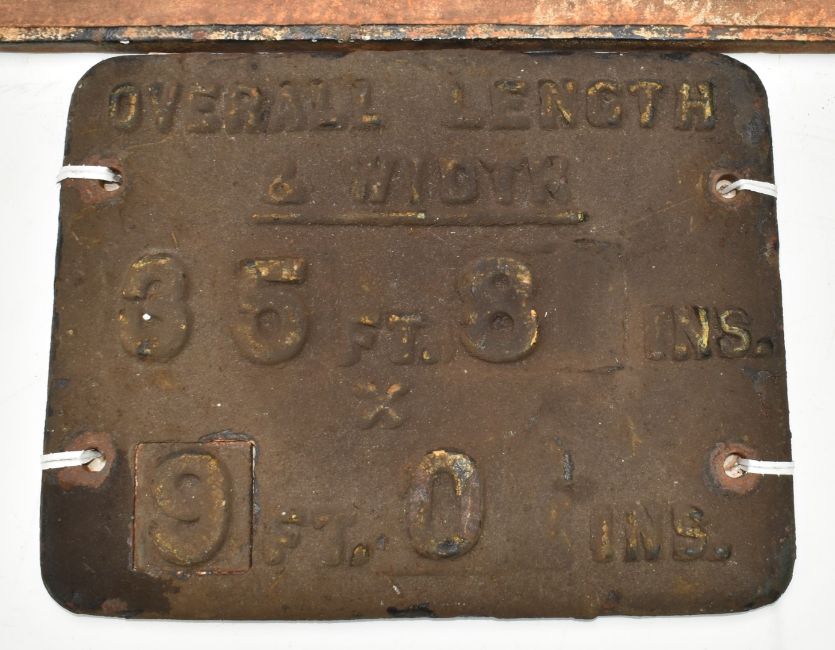 OVERALL LENGTH
& WIDTH
35 FT. 8 INS.
X
9 FT. 0 INS.